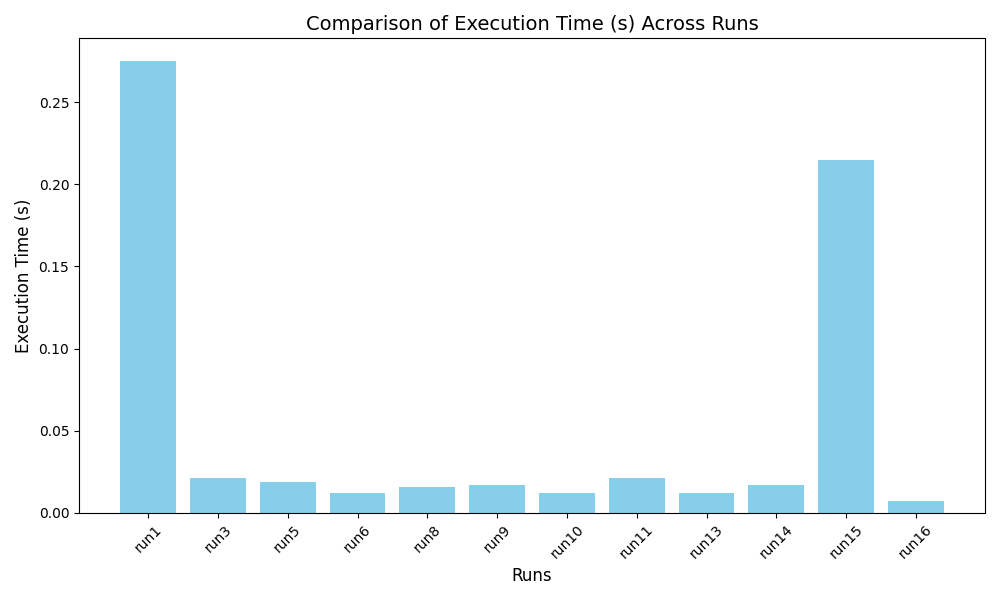 Comparison of Execution Time (s) Across Runs
Execution Time (s)
0.25
0.20
0.15
0.10
0.05
0.00
run1 run3 run5 run6 run8 run9 run10 run11 run13 run14 run15 run16
Runs